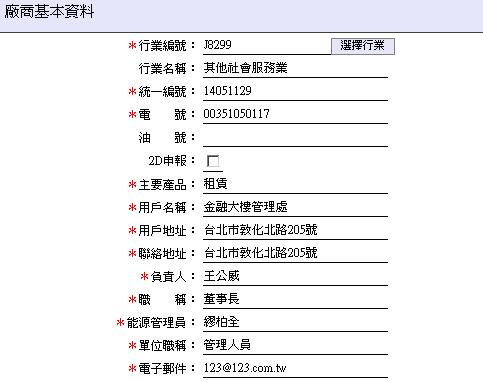 廠商基本資料
*行業編號： J8299 選擇行業
行業名稱： 其他社會服務業
*統一編號： 14051129
*電　　號： 00351050117
油　　號：
2D申報：
*主要產品： 租賃
*用戶名稱： 金融大樓管理處
*用戶地址： 台北市敦化北路205號
*聯絡地址： 台北市敦化北路205號
*負責人： 王公威
*職　　稱： 董事長
*能源管理員： 繆柏全
*單位職稱： 管理人員
*電子郵件： 123@123.com.tw